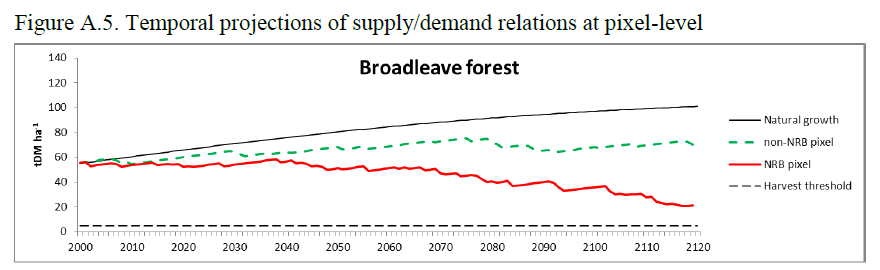 Figure A.5. Temporal projections of supply/demand relations at pixel-level
Broadleave forest
tDM ha⁻¹
140
120
100
80
60
40
20
0
2000 2010 2020 2030 2040 2050 2060 2070 2080 2090 2100 2110 2120
Natural growth
non-NRB pixel
NRB pixel
Harvest threshold